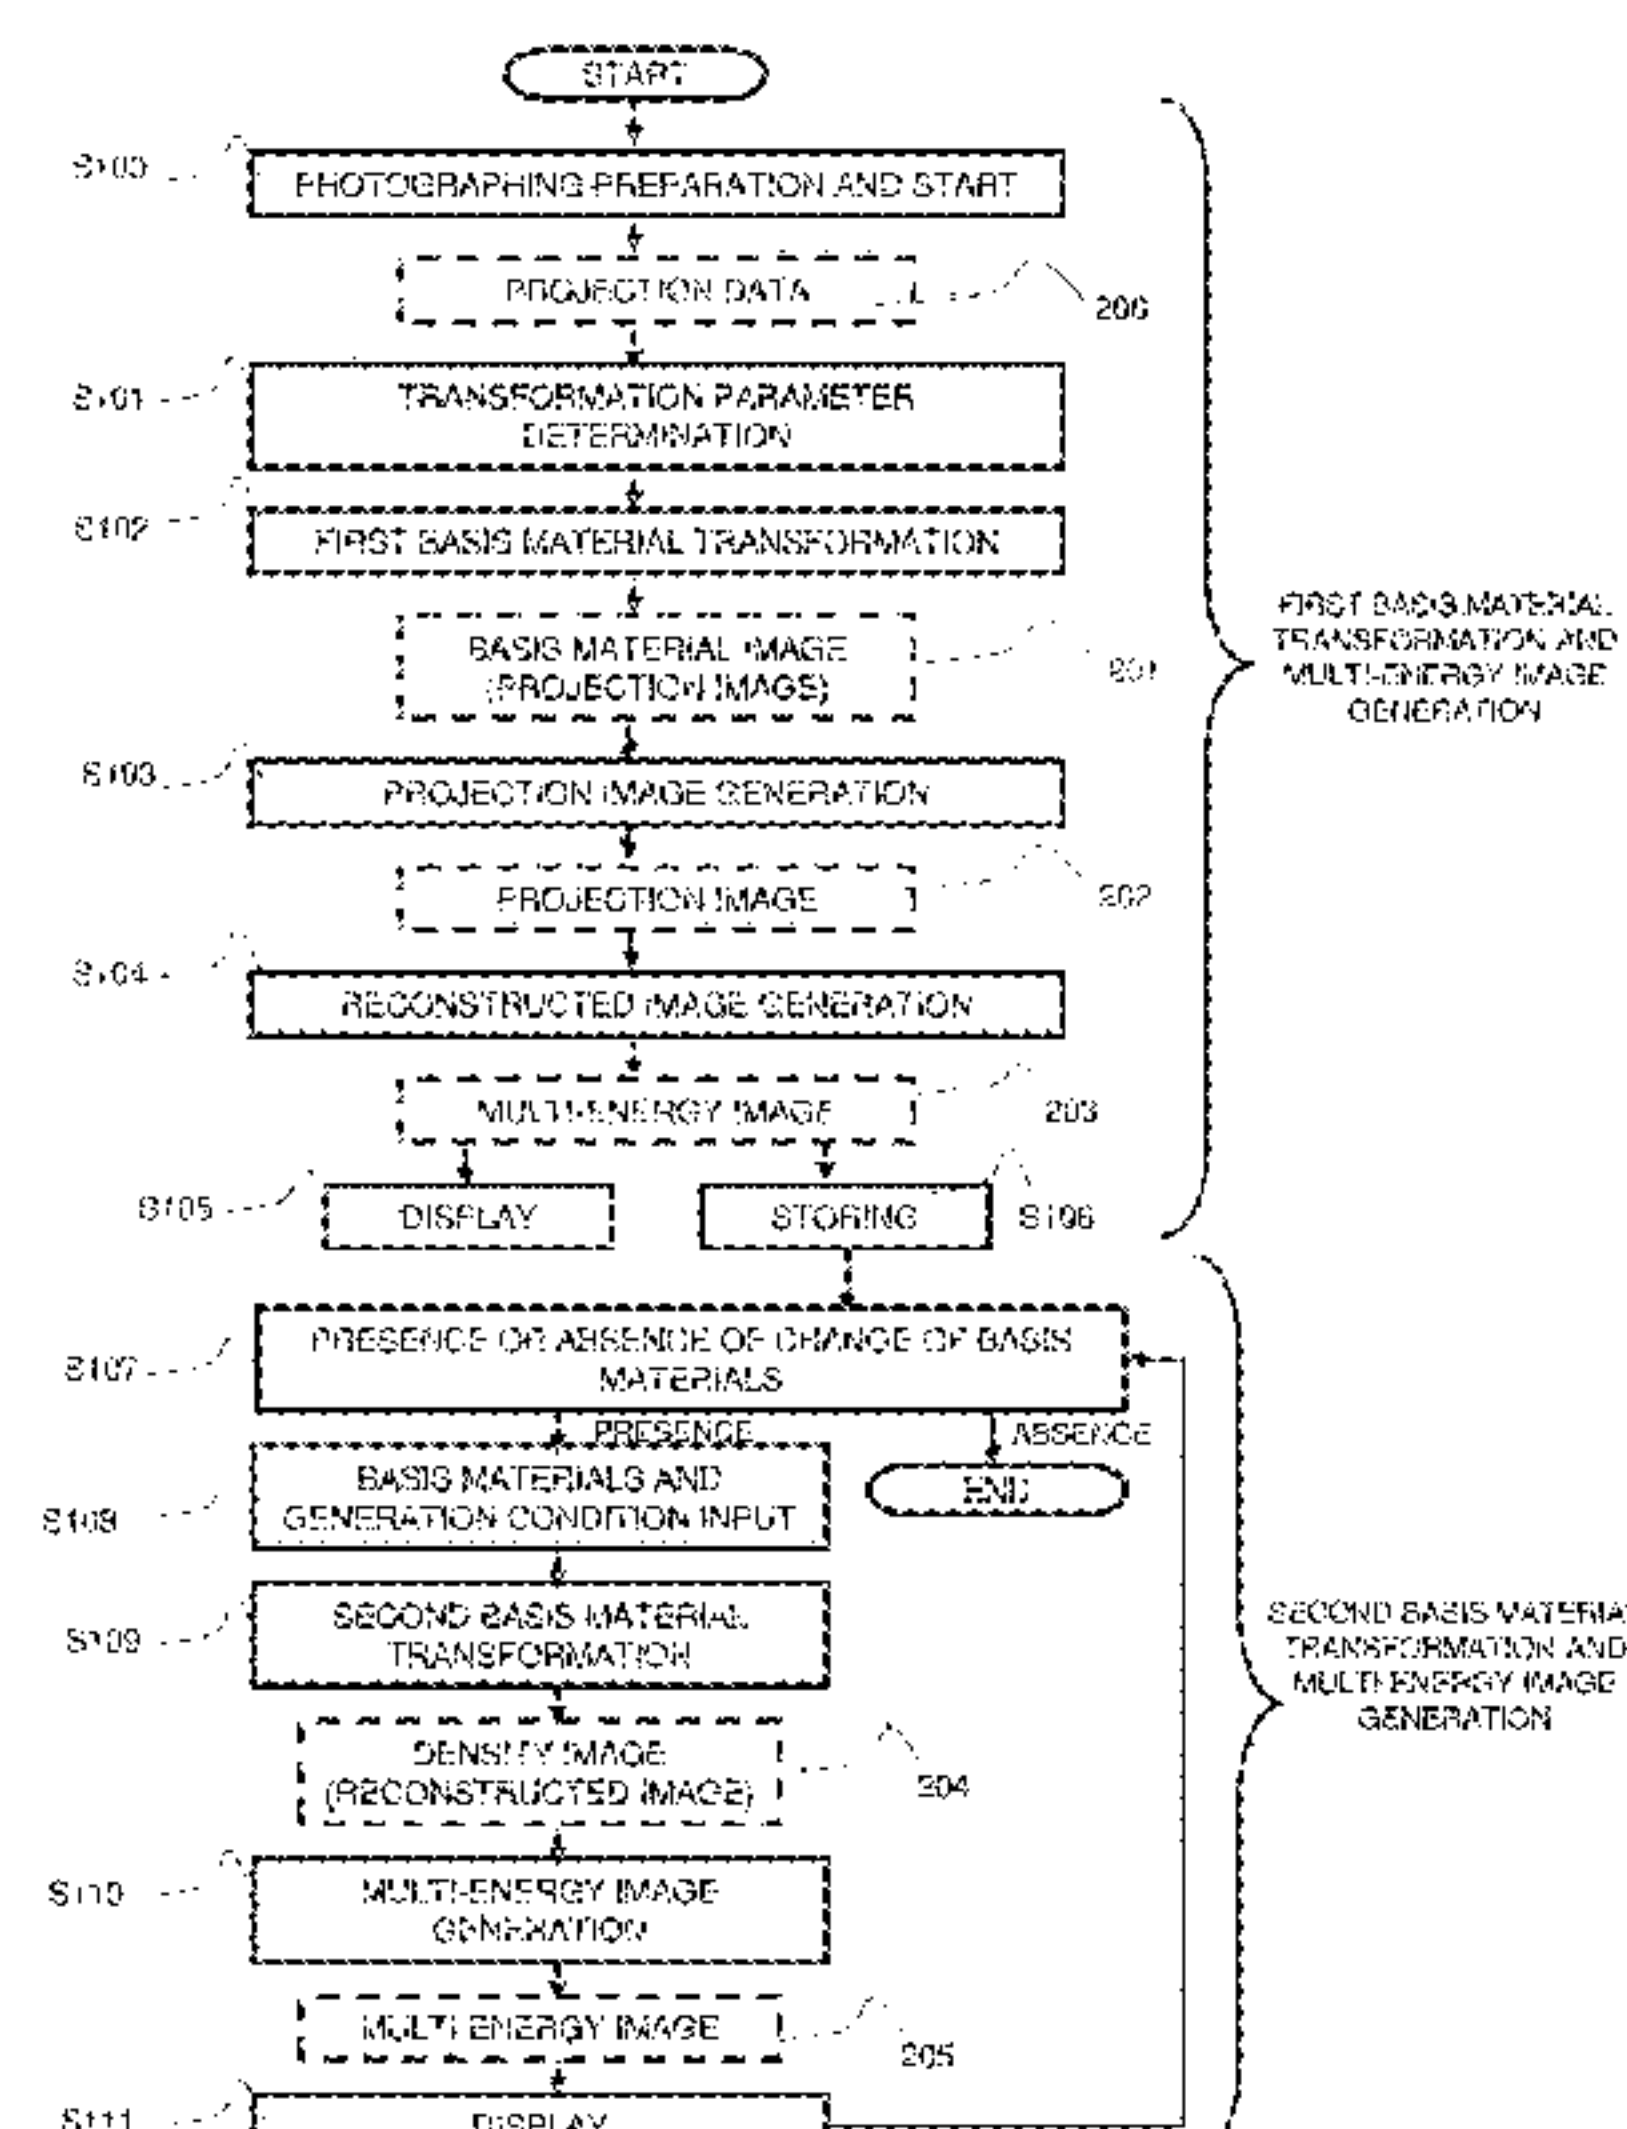 START
S100
PHOTOGRAPHING PREPARATION AND START
PROJECTION DATA
200
S101
TRANSFORMATION PARAMETER
DETERMINATION
S102
FIRST BASIS MATERIAL TRANSFORMATION
BASIS MATERIAL IMAGE
(PROJECTION IMAGE)
201
FIRST BASIS MATERIAL
TRANSFORMATION AND
MULTI-ENERGY IMAGE
GENERATION
S103
PROJECTION IMAGE GENERATION
PROJECTION IMAGE
202
S104
RECONSTRUCTED IMAGE GENERATION
MULTI-ENERGY IMAGE
203
S105
DISPLAY
STORING
S106
S107
PRESENCE OR ABSENCE OF CHANGE OF BASIS
MATERIALS
PRESENCE
ABSENCE
S108
BASIS MATERIALS AND
GENERATION CONDITION INPUT
END
S109
SECOND BASIS MATERIAL
TRANSFORMATION
SECOND BASIS MATERIA
TRANSFORMATION AND
MULTI-ENERGY IMAGE
GENERATION
DENSITY IMAGE
(RECONSTRUCTED IMAGE)
204
S110
MULTI-ENERGY IMAGE
GENERATION
MULTI ENERGY IMAGE
205
S111
DISPLAY